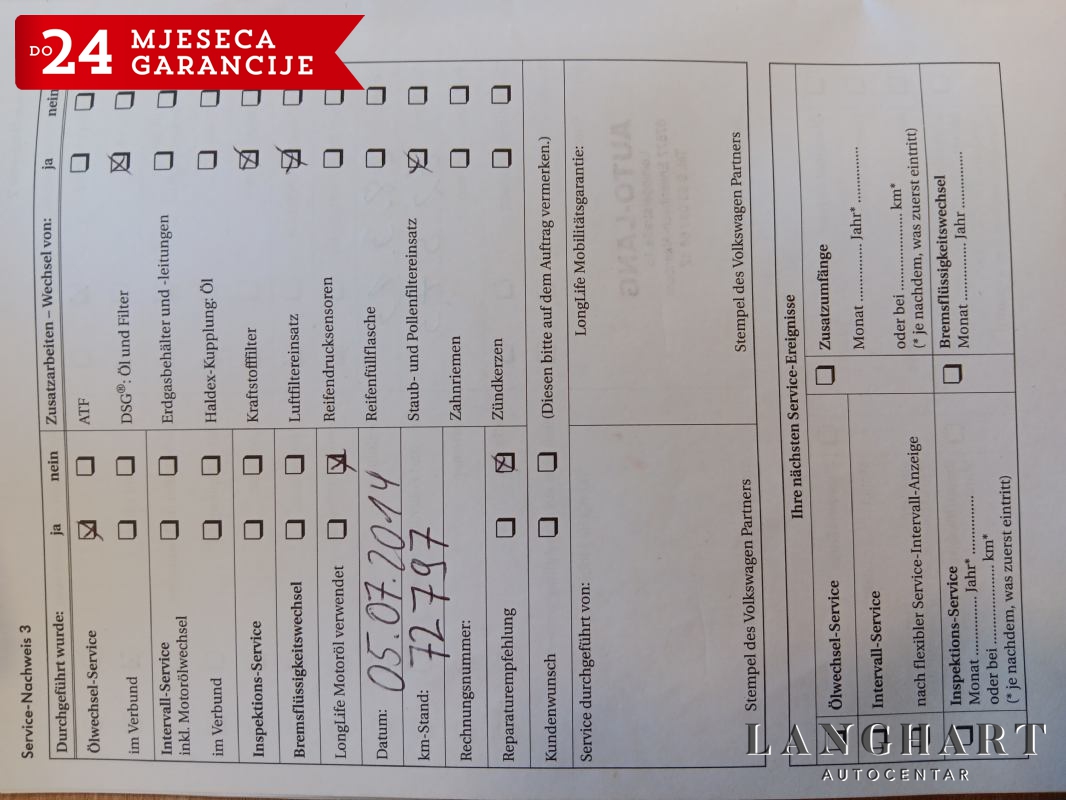 DO 24 MJESECA
GARANCIJE
Service-Nachweis 3
Durchgeführt wurde: ja nein
Ölwechsel-Service
im Verbund
Intervall-Service
inkl. Motorölwechsel
im Verbund
Inspektions-Service
Bremsflüssigkeitswechsel
LongLife Motoröl verwendet
Datum: 05.07.2014
km-Stand: 72797
Rechnungsnummer:
Reparaturempfehlung
Kundenwunsch (Diesen bitte auf dem Auftrag vermerken.)
Zusatzarbeiten – Wechsel von: ja nein
ATF
DSG®: Öl und Filter
Erdgasbehälter und -leitungen
Haldex-Kupplung: Öl
Kraftstofffilter
Luftfiltereinsatz
Reifendrucksensoren
Reifenfüllflasche
Staub- und Pollenfiltereinsatz
Zahnriemen
Zündkerzen
Service durchgeführt von:
Stempel des Volkswagen Partners
LongLife Mobilitätsgarantie:
Stempel des Volkswagen Partners
Ihre nächsten Service-Ereignisse
Ölwechsel-Service
Intervall-Service
nach flexibler Service-Intervall-Anzeige
Inspektions-Service
Monat ............ Jahr* ...............
oder bei ...................... km*
(* je nachdem, was zuerst eintritt)
Zusatzumfänge
Monat ............ Jahr* ...............
oder bei ...................... km*
(* je nachdem, was zuerst eintritt)
Bremsflüssigkeitswechsel
Monat ............... Jahr ...............
LANGHART
AUTOCENTAR